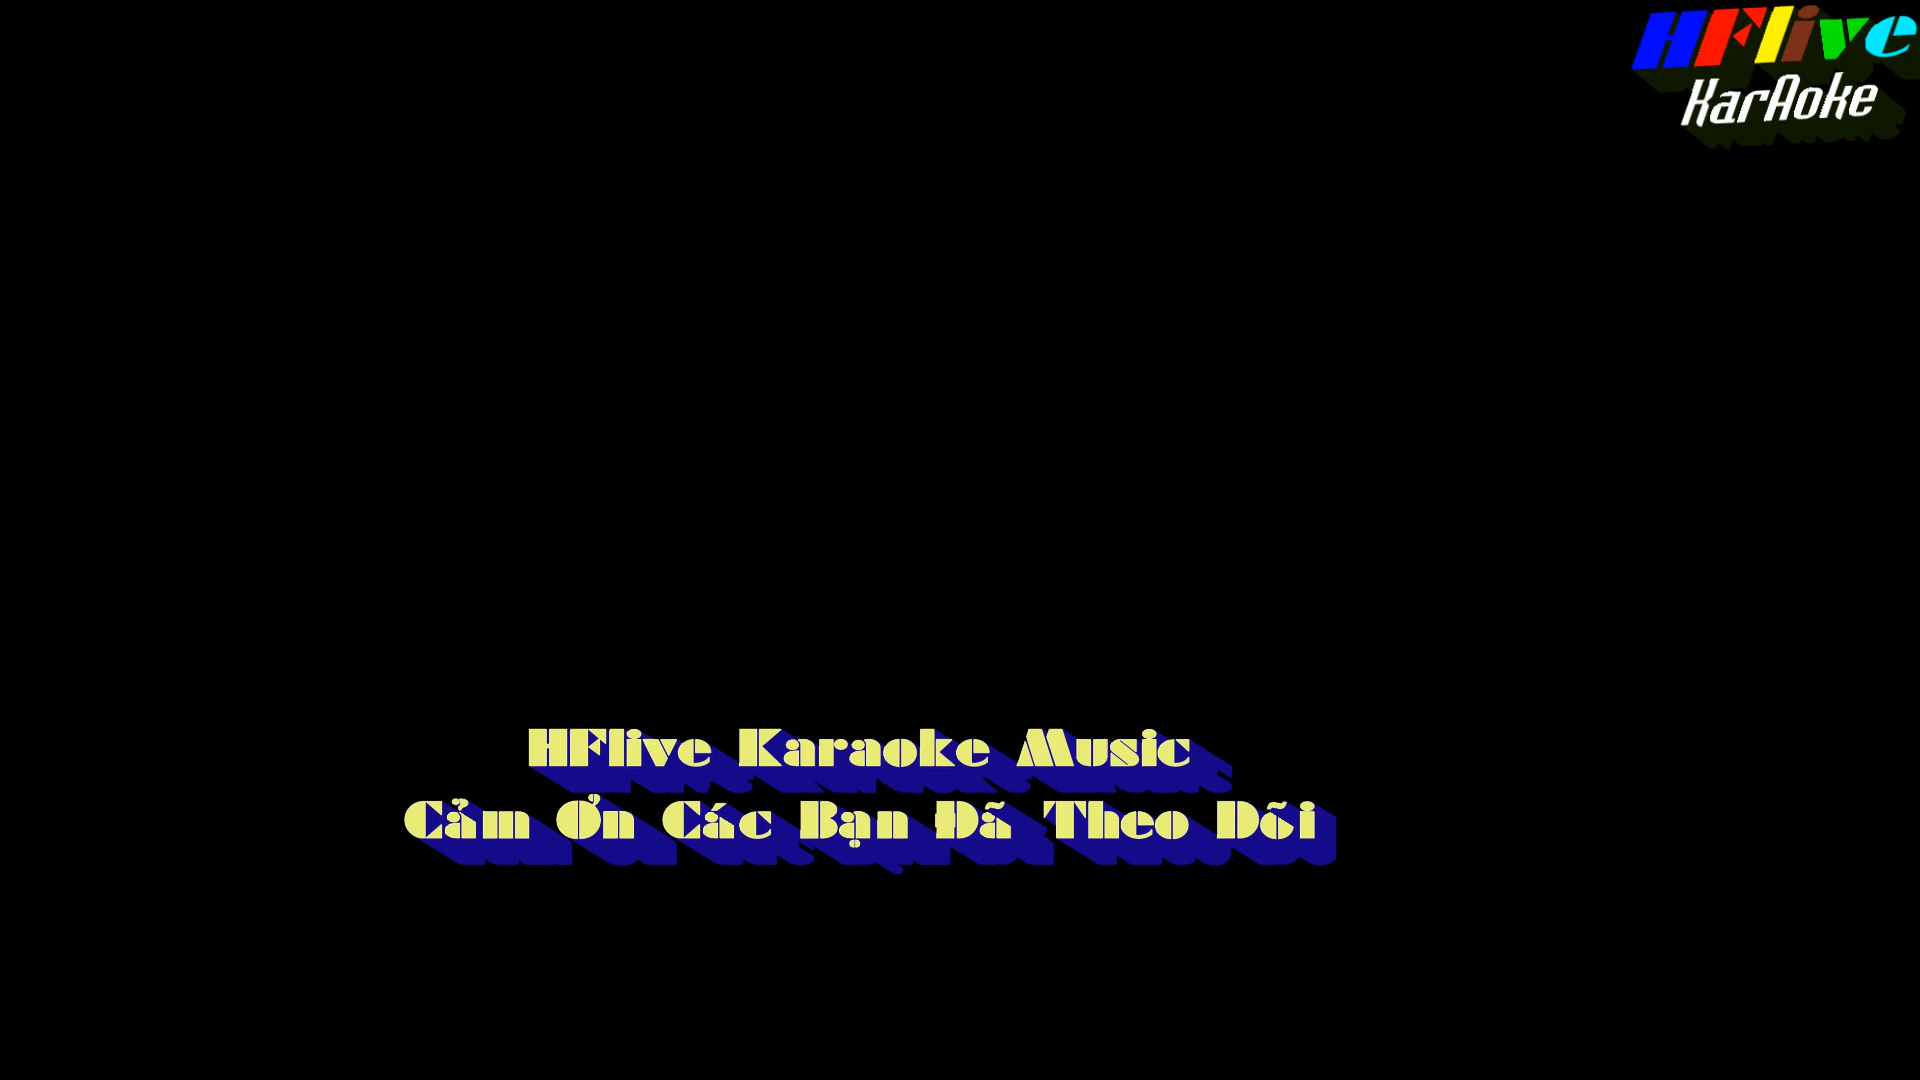 HFlive
KarAoke
HFlive Karaoke Music
Cảm Ơn Các Bạn Đã Theo Dõi